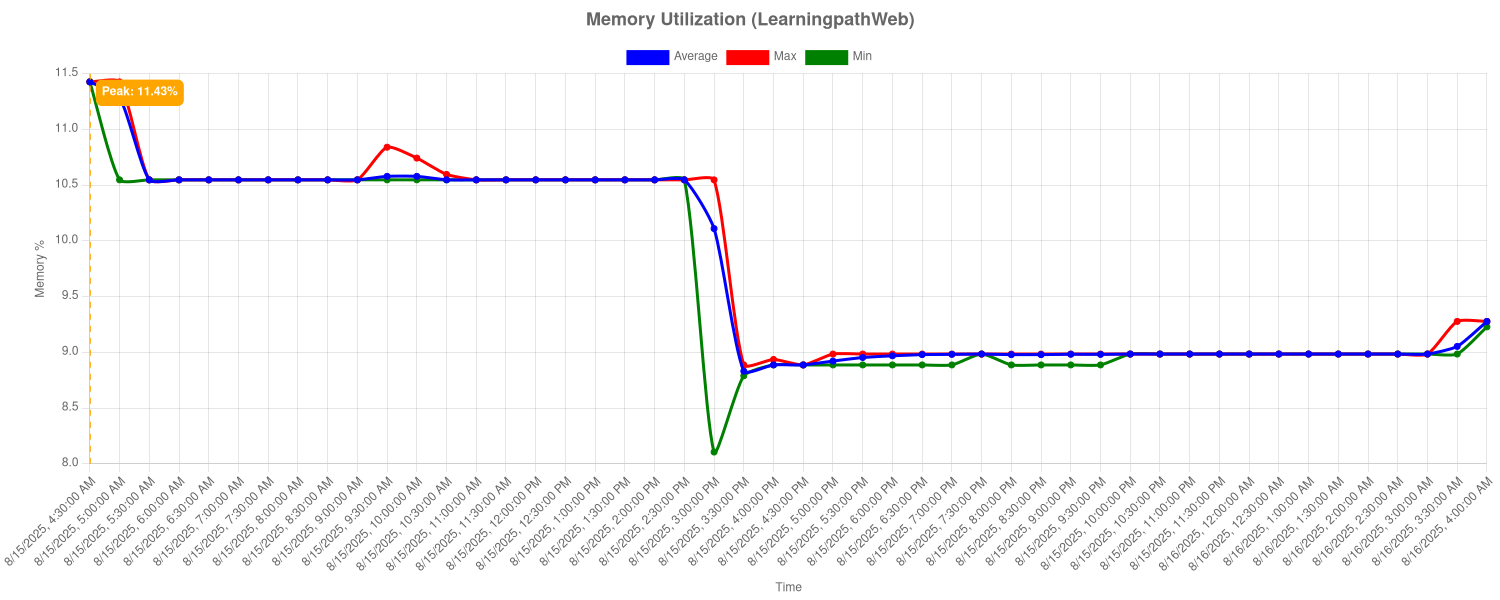 Memory Utilization (LearningpathWeb)
Average Max Min
Peak: 11.43%
11.5
11.0
10.5
10.0
9.5
9.0
8.5
8.0
Memory %
8/15/2025, 4:30:00 AM
8/15/2025, 5:00:00 AM
8/15/2025, 5:30:00 AM
8/15/2025, 6:00:00 AM
8/15/2025, 6:30:00 AM
8/15/2025, 7:00:00 AM
8/15/2025, 7:30:00 AM
8/15/2025, 8:00:00 AM
8/15/2025, 8:30:00 AM
8/15/2025, 9:00:00 AM
8/15/2025, 9:30:00 AM
8/15/2025, 10:00:00 AM
8/15/2025, 10:30:00 AM
8/15/2025, 11:00:00 AM
8/15/2025, 11:30:00 AM
8/15/2025, 12:00:00 PM
8/15/2025, 12:30:00 PM
8/15/2025, 1:00:00 PM
8/15/2025, 1:30:00 PM
8/15/2025, 2:00:00 PM
8/15/2025, 2:30:00 PM
8/15/2025, 3:00:00 PM
8/15/2025, 3:30:00 PM
8/15/2025, 4:00:00 PM
8/15/2025, 4:30:00 PM
8/15/2025, 5:00:00 PM
8/15/2025, 5:30:00 PM
8/15/2025, 6:00:00 PM
8/15/2025, 6:30:00 PM
8/15/2025, 7:00:00 PM
8/15/2025, 7:30:00 PM
8/15/2025, 8:00:00 PM
8/15/2025, 8:30:00 PM
8/15/2025, 9:00:00 PM
8/15/2025, 9:30:00 PM
8/15/2025, 10:00:00 PM
8/15/2025, 10:30:00 PM
8/15/2025, 11:00:00 PM
8/15/2025, 11:30:00 PM
8/16/2025, 12:00:00 AM
8/16/2025, 12:30:00 AM
8/16/2025, 1:00:00 AM
8/16/2025, 1:30:00 AM
8/16/2025, 2:00:00 AM
8/16/2025, 2:30:00 AM
8/16/2025, 3:00:00 AM
8/16/2025, 3:30:00 AM
8/16/2025, 4:00:00 AM
Time